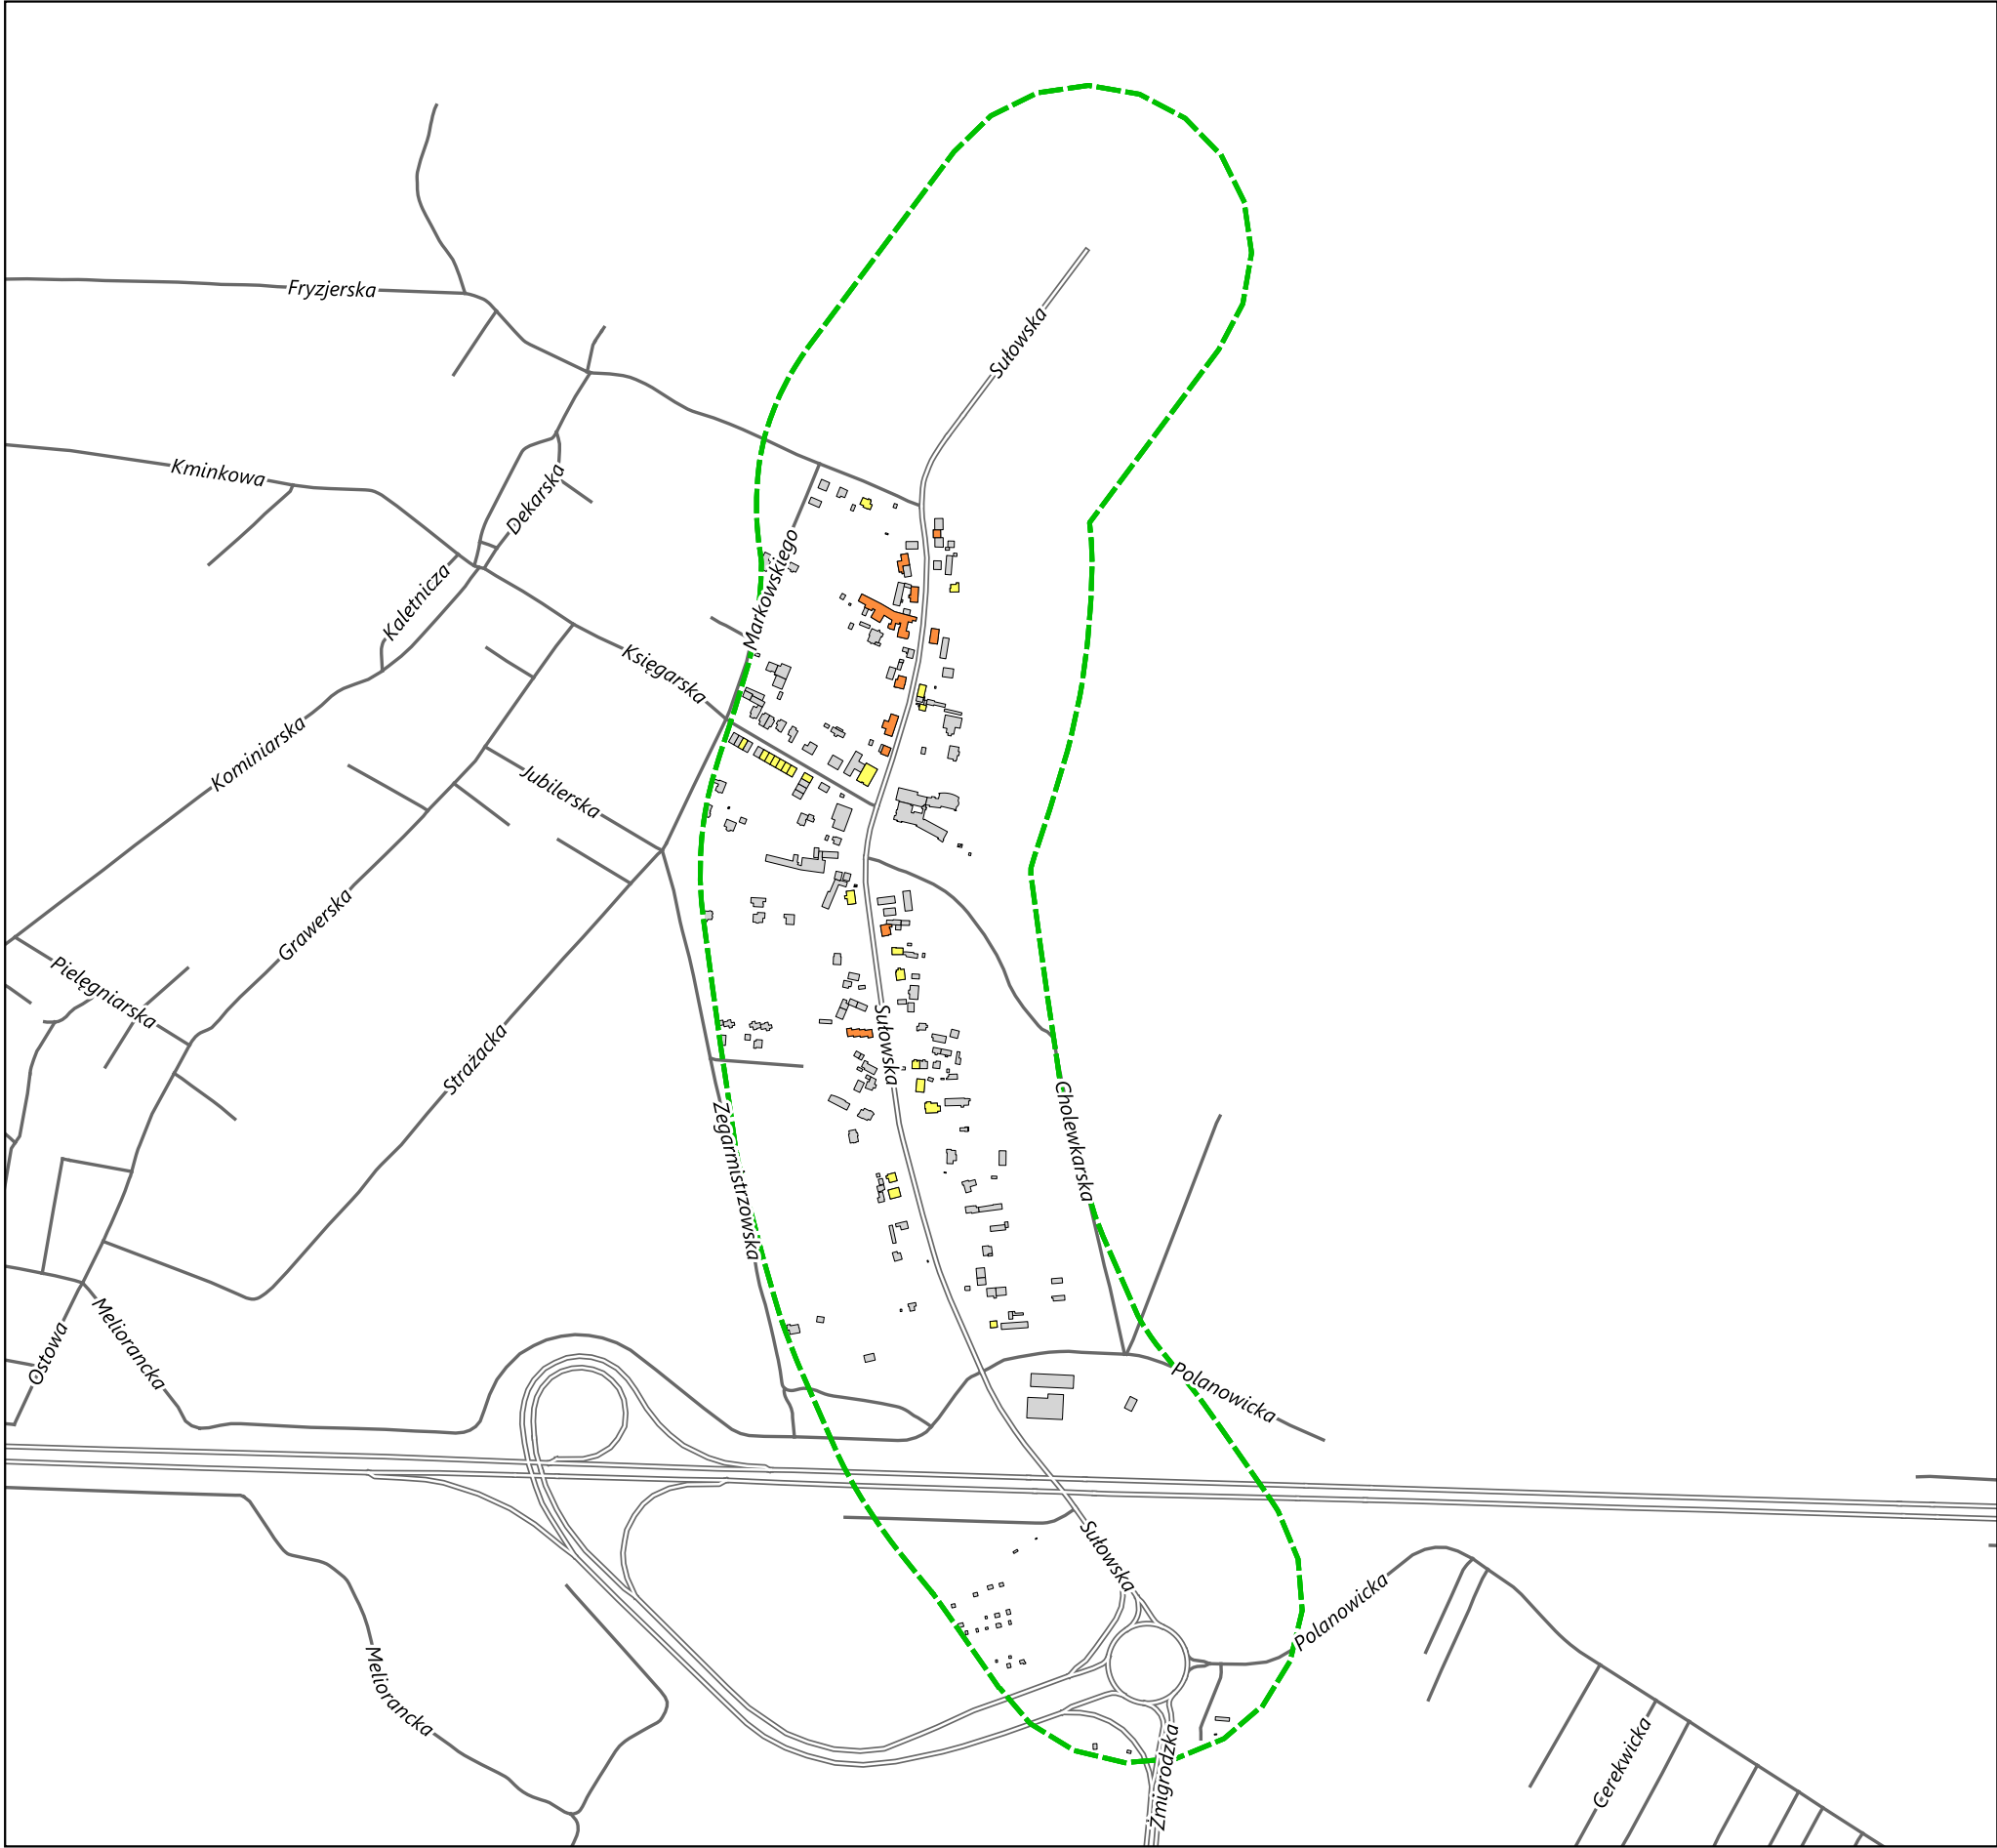 Fryzjerska
Sułowska
Kminkowa
Dekarska
Markowskiego
Kaletnicza
Księgarska
Kominiarska
Jubilerska
Grawerska
Pielęgniarska
Sułowska
Strażacka
Cholewkarska
Zegarmistrzowska
Meliorancka
Ostowa
Polanowicka
Sułowska
Polanowicka
Meliorancka
Żmigrodzka
Cerekwicka